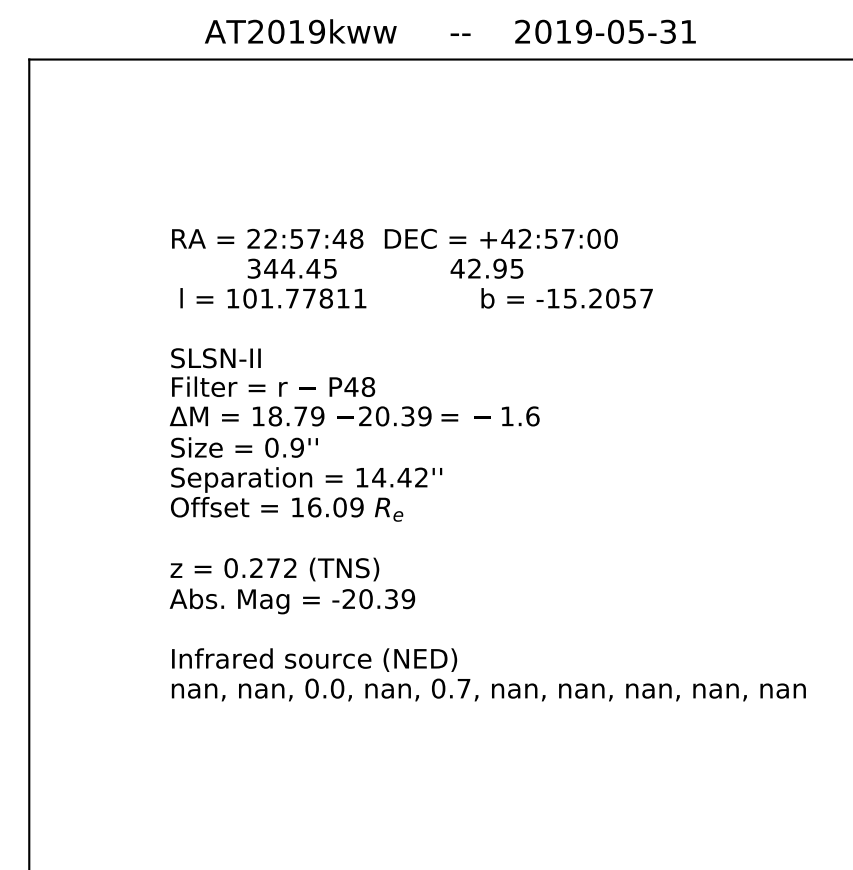 AT2019kww -- 2019-05-31
RA = 22:57:48 DEC = +42:57:00
344.45 42.95
l = 101.77811 b = -15.2057
SLSN-II
Filter = r − P48
ΔM = 18.79 −20.39 = − 1.6
Size = 0.9''
Separation = 14.42''
Offset = 16.09 Rₑ
z = 0.272 (TNS)
Abs. Mag = -20.39
Infrared source (NED)
nan, nan, 0.0, nan, 0.7, nan, nan, nan, nan, nan